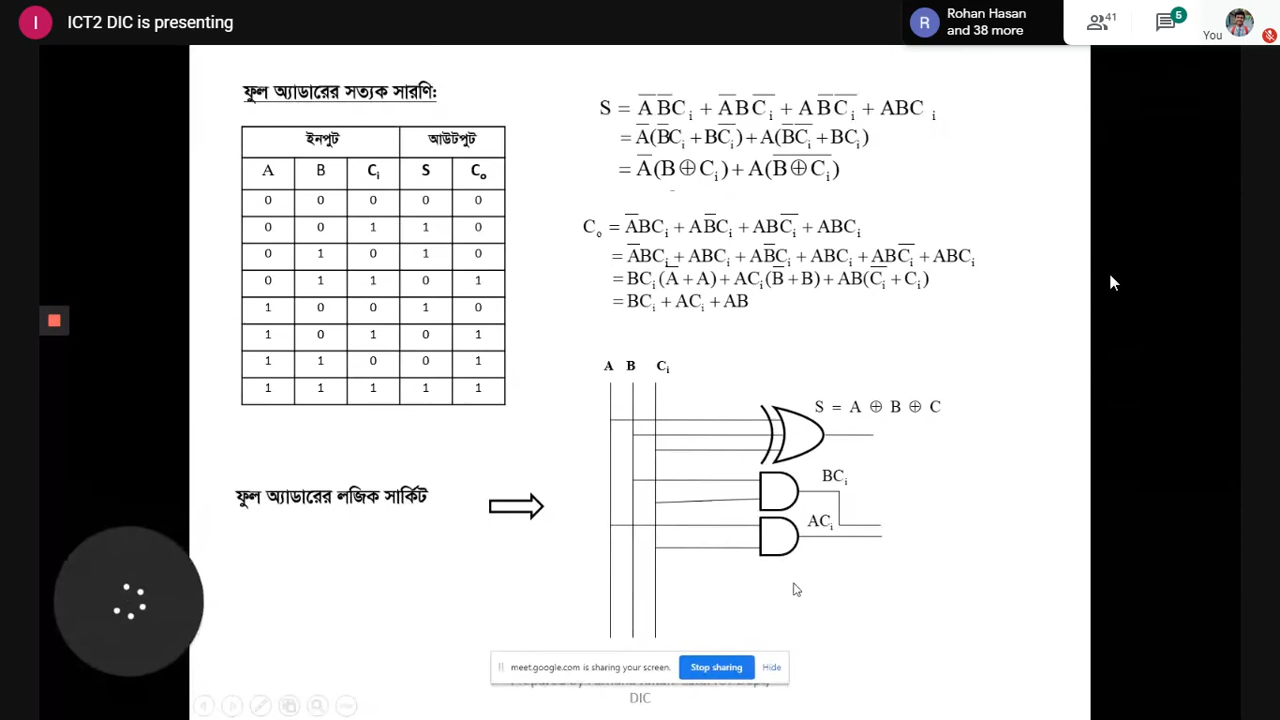 I ICT2 DIC is presenting
R Rohan Hasan
and 38 more
41
5
You
ফুল অ্যাডারের সত্যক সারণি:
ইনপুট আউটপুট
A B Cᵢ S Cₒ
0 0 0 0 0
0 0 1 1 0
0 1 0 1 0
0 1 1 0 1
1 0 0 1 0
1 0 1 0 1
1 1 0 0 1
1 1 1 1 1
S = A̅ B̅ Cᵢ + A̅ B C̅ᵢ + A B̅ C̅ᵢ + ABC ᵢ
= A̅(B̅Cᵢ + BC̅ᵢ) + A(B̅C̅ᵢ + BCᵢ)
= A̅(B ⊕ Cᵢ) + A(B̅ ⊕̅ C̅ᵢ)
Cₒ = A̅BCᵢ + AB̅Cᵢ + ABC̅ᵢ + ABCᵢ
= A̅BCᵢ + ABCᵢ + AB̅Cᵢ + ABCᵢ + ABC̅ᵢ + ABCᵢ
= BCᵢ(A̅ + A) + ACᵢ(B̅ + B) + AB(C̅ᵢ + Cᵢ)
= BCᵢ + ACᵢ + AB
A B Cᵢ
S = A ⊕ B ⊕ C
BCᵢ
ACᵢ
ফুল অ্যাডারের লজিক সার্কিট
meet.google.com is sharing your screen. Stop sharing Hide
DIC